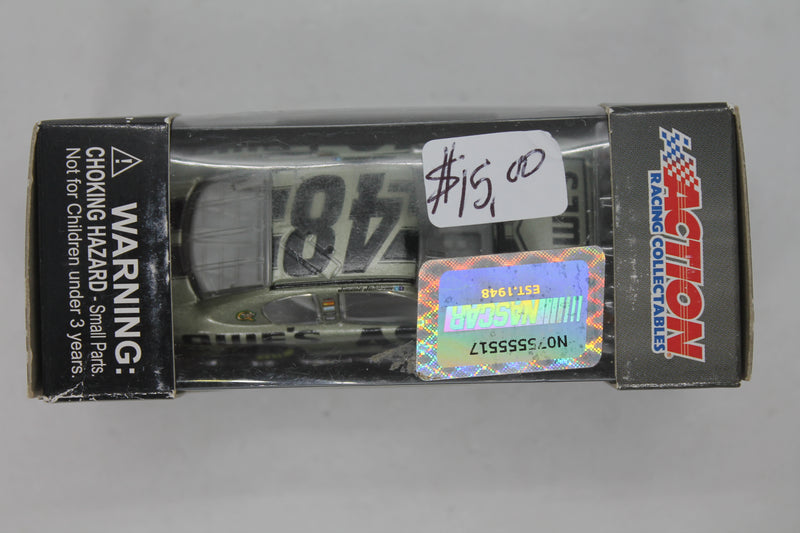 WARNING:
CHOKING HAZARD - Small Parts.
Not for Children under 3 years.
48
$15.00
EST.1948
NASCAR
N075555517
ACTION
RACING COLLECTABLES